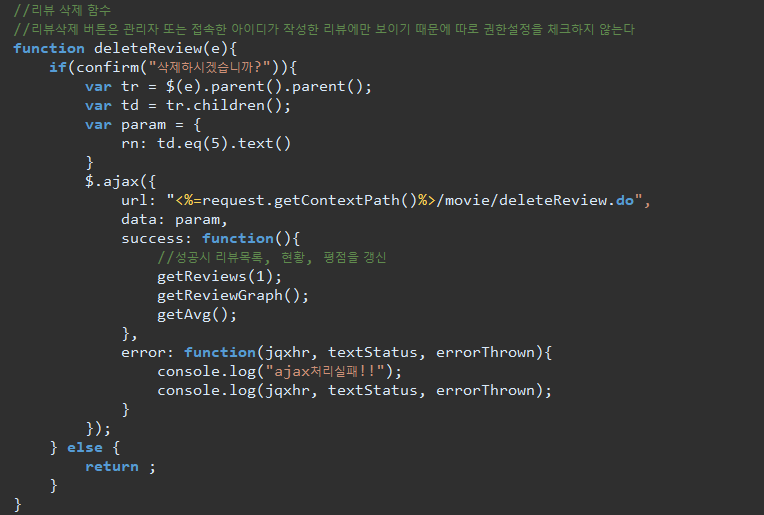 //리뷰 삭제 함수
//리뷰삭제 버튼은 관리자 또는 접속한 아이디가 작성한 리뷰에만 보이기 때문에 따로 권한설정을 체크하지 않는다
function deleteReview(e){
if(confirm("삭제하시겠습니까?")){
var tr = $(e).parent().parent();
var td = tr.children();
var param = {
rn: td.eq(5).text()
}
$.ajax({
url: "<%=request.getContextPath()%>/movie/deleteReview.do",
data: param,
success: function(){
//성공시 리뷰목록, 현황, 평점을 갱신
getReviews(1);
getReviewGraph();
getAvg();
},
error: function(jqxhr, textStatus, errorThrown){
console.log("ajax처리실패!!");
console.log(jqxhr, textStatus, errorThrown);
}
});
} else {
return ;
}
}